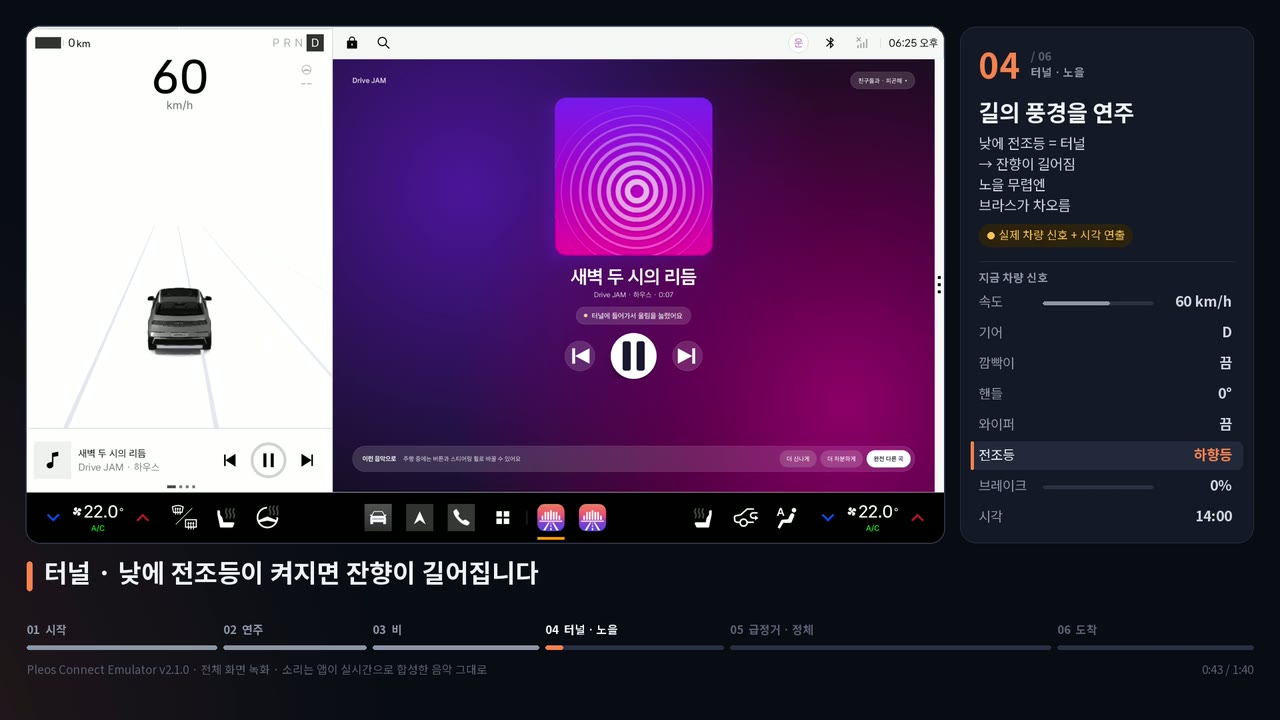 0 km
P R N D
06:25 오후
운
60
km/h
Drive JAM
친구들과 · 피곤해
새벽 두 시의 리듬
Drive JAM · 하우스 · 0:07
터널에 들어가서 울림을 늘렸어요
이런 음악으로 주행 중에는 버튼과 스티어링 휠로 바꿀 수 있어요
더 신나게
더 차분하게
완전 다른 곡
새벽 두 시의 리듬
Drive JAM · 하우스
22.0°
A/C
A
22.0°
A/C
04 / 06
터널 · 노을
길의 풍경을 연주
낮에 전조등 = 터널
→ 잔향이 길어짐
노을 무렵엔
브라스가 차오름
실제 차량 신호 + 시각 연출
지금 차량 신호
속도 60 km/h
기어 D
깜빡이 끔
핸들 0°
와이퍼 끔
전조등 하향등
브레이크 0%
시각 14:00
터널 · 낮에 전조등이 켜지면 잔향이 길어집니다
01 시작
02 연주
03 비
04 터널 · 노을
05 급정거 · 정체
06 도착
Pleos Connect Emulator v2.1.0 · 전체 화면 녹화 · 소리는 앱이 실시간으로 합성한 음악 그대로
0:43 / 1:40